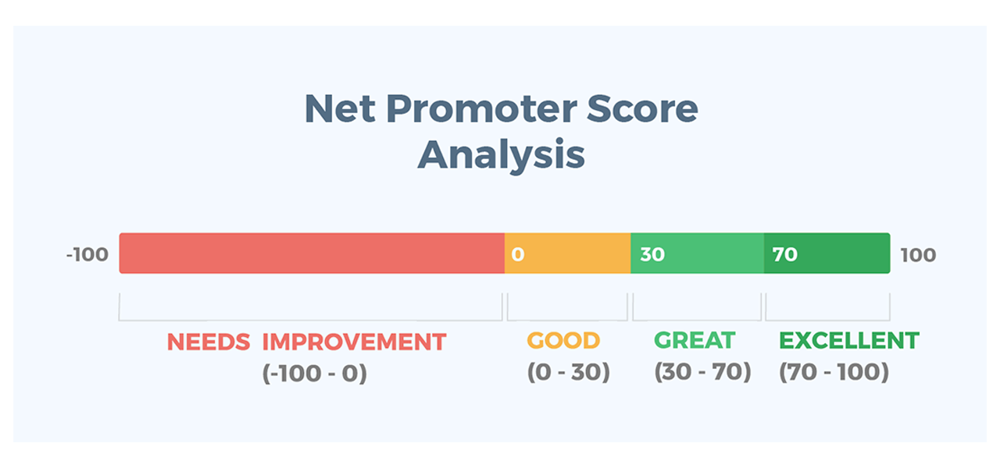 Net Promoter Score
Analysis
-100 0 30 70 100
NEEDS IMPROVEMENT GOOD GREAT EXCELLENT
(-100 - 0) (0 - 30) (30 - 70) (70 - 100)